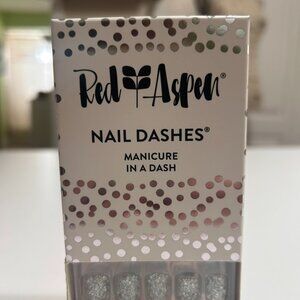 Red Aspen®
NAIL DASHES®
MANICURE
IN A DASH